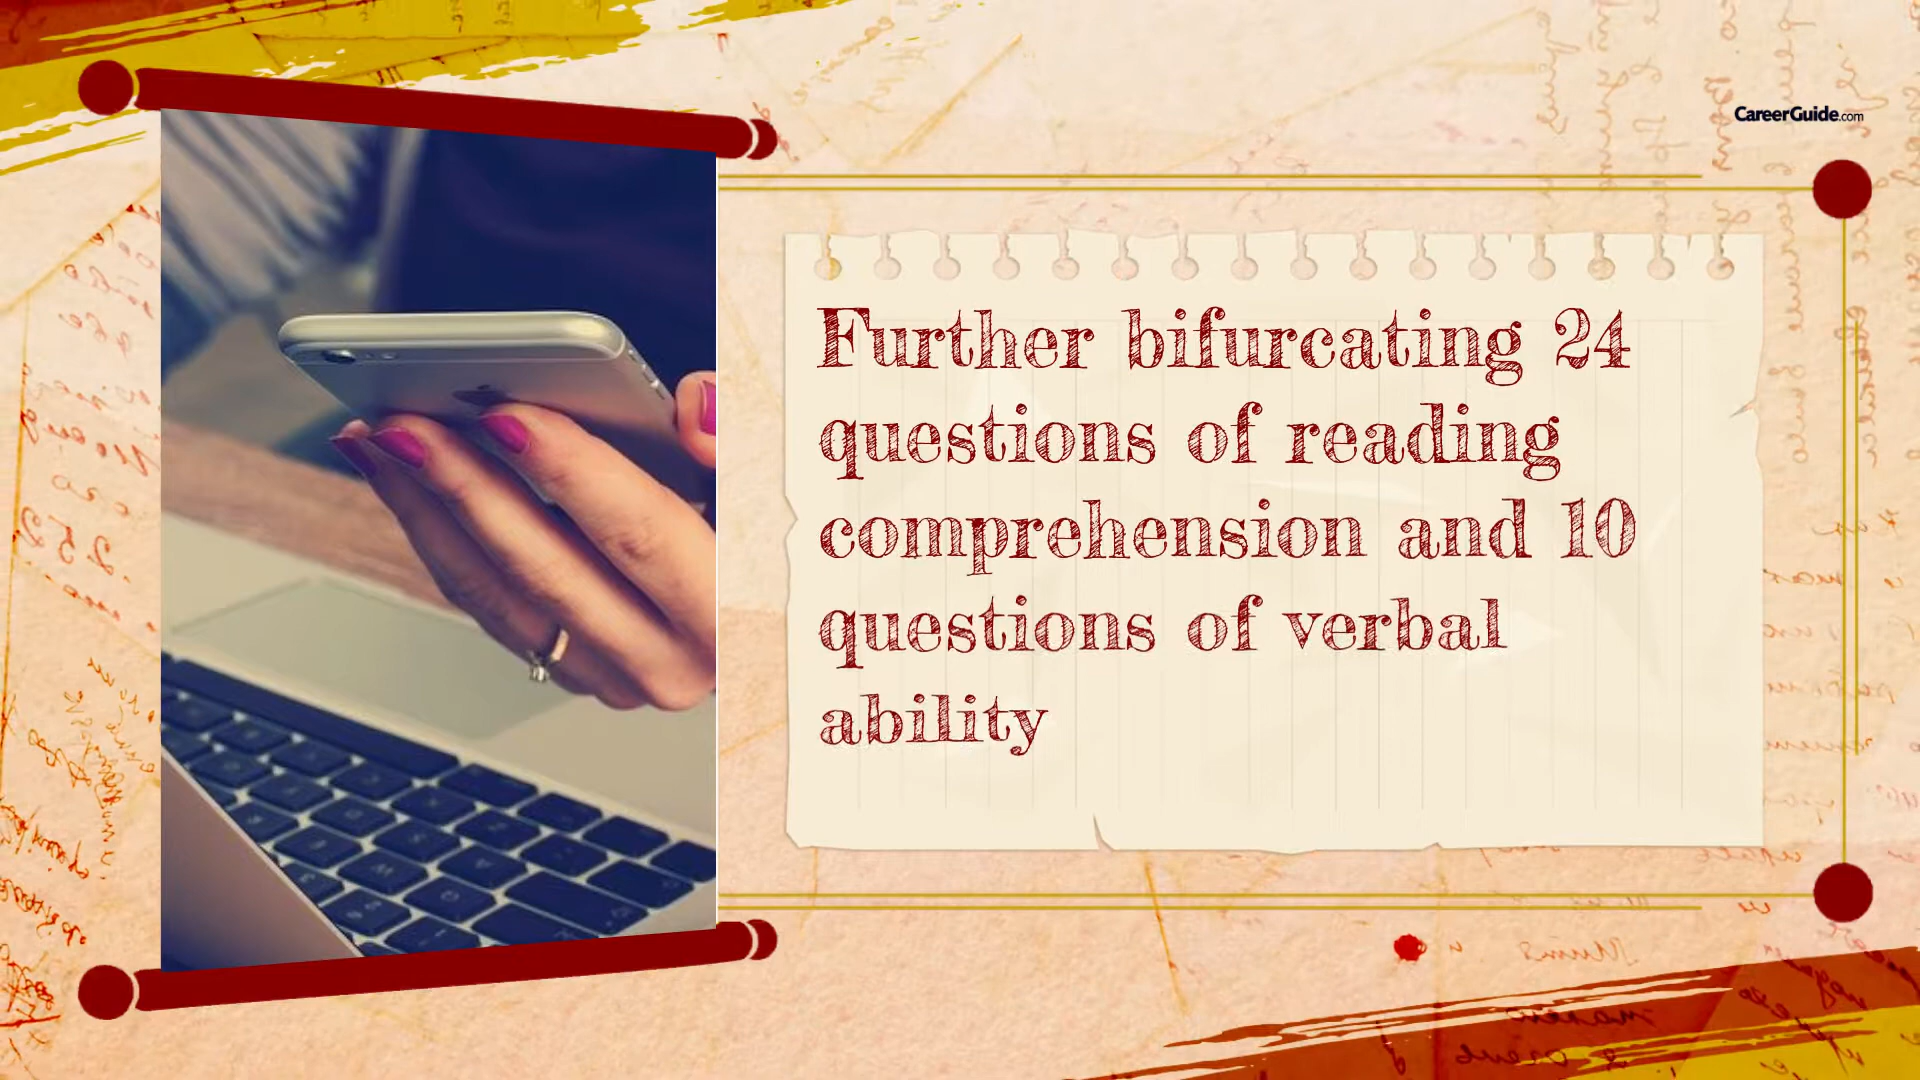 CareerGuide.com
Further bifurcating 24
questions of reading
comprehension and 10
questions of verbal
ability